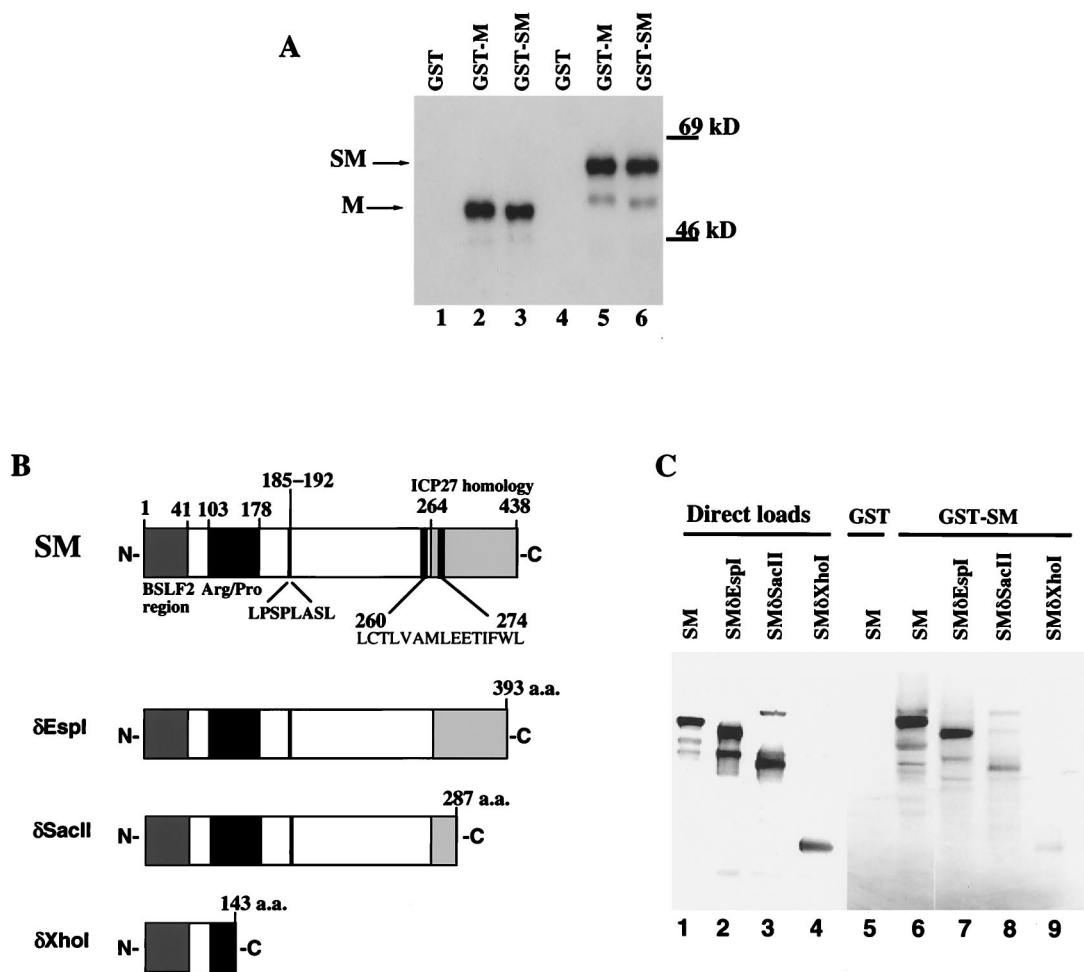 A
GST
GST-M
GST-SM
GST
GST-M
GST-SM
69 kD
SM
M
46 kD
1 2 3 4 5 6
B
185–192
ICP27 homology
1 41 103 178 264 438
SM
N- -C
BSLF2 region
Arg/Pro
LPSPLASL
260 274
LCTLVAMLEETIFWL
393 a.a.
δEspI N- -C
287 a.a.
δSacII N- -C
143 a.a.
δXhoI N- -C
C
Direct loads GST GST-SM
SM
SMδEspI
SMδSacII
SMδXhoI
SM
SM
SMδEspI
SMδSacII
SMδXhoI
1 2 3 4 5 6 7 8 9